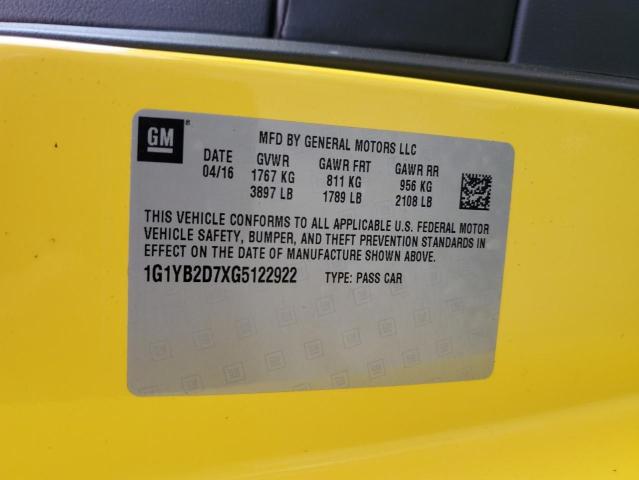 GM ®
MFD BY GENERAL MOTORS LLC
DATE GVWR GAWR FRT GAWR RR
04/16 1767 KG 811 KG 956 KG
3897 LB 1789 LB 2108 LB
THIS VEHICLE CONFORMS TO ALL APPLICABLE U.S. FEDERAL MOTOR
VEHICLE SAFETY, BUMPER, AND THEFT PREVENTION STANDARDS IN
EFFECT ON THE DATE OF MANUFACTURE SHOWN ABOVE.
1G1YB2D7XG5122922 TYPE: PASS CAR